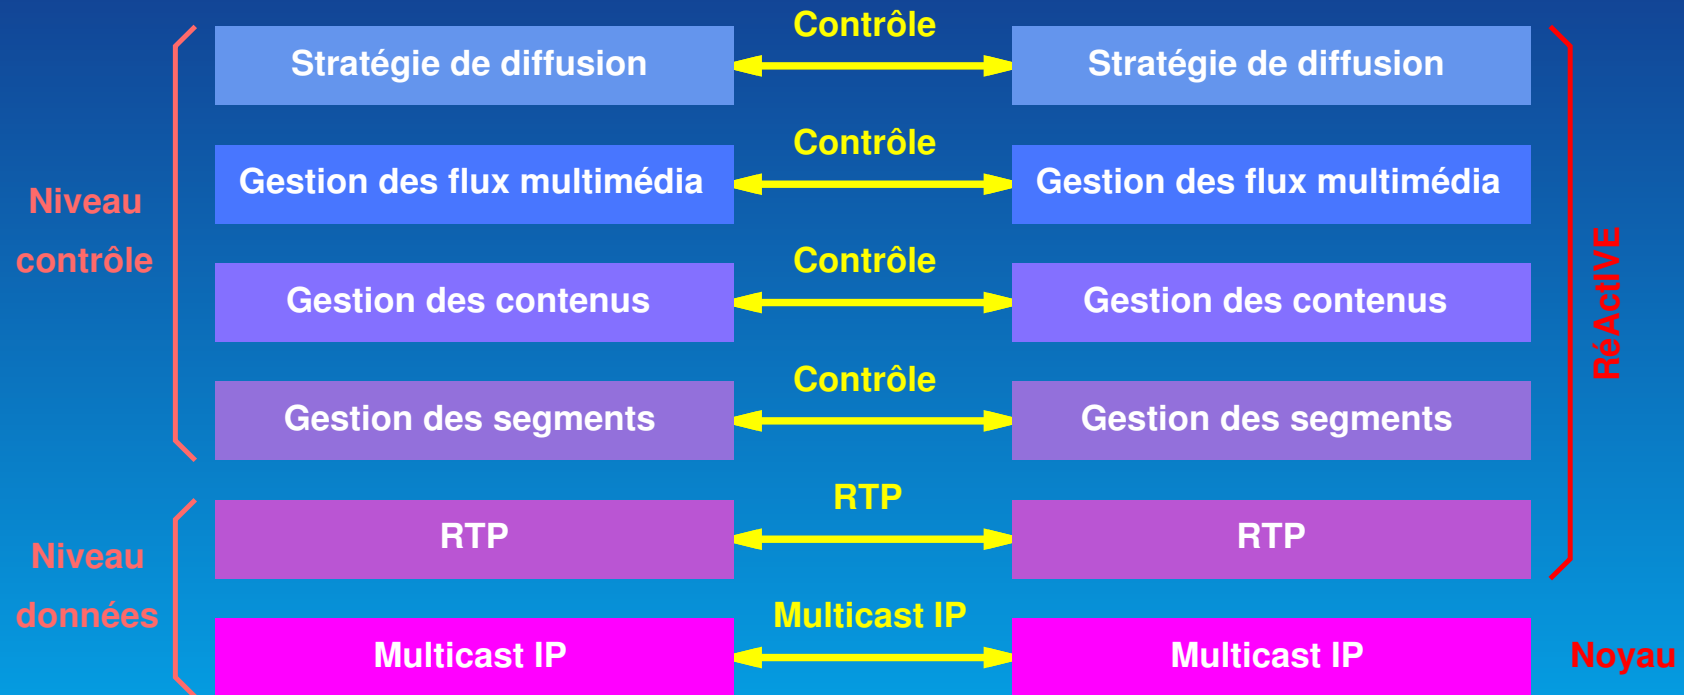 Contrôle
Stratégie de diffusion
Stratégie de diffusion
Contrôle
Gestion des flux multimédia
Gestion des flux multimédia
Niveau
contrôle
Contrôle
Gestion des contenus
Gestion des contenus
RéActIVE
Contrôle
Gestion des segments
Gestion des segments
RTP
RTP
RTP
Niveau
données
Multicast IP
Multicast IP
Multicast IP
Noyau